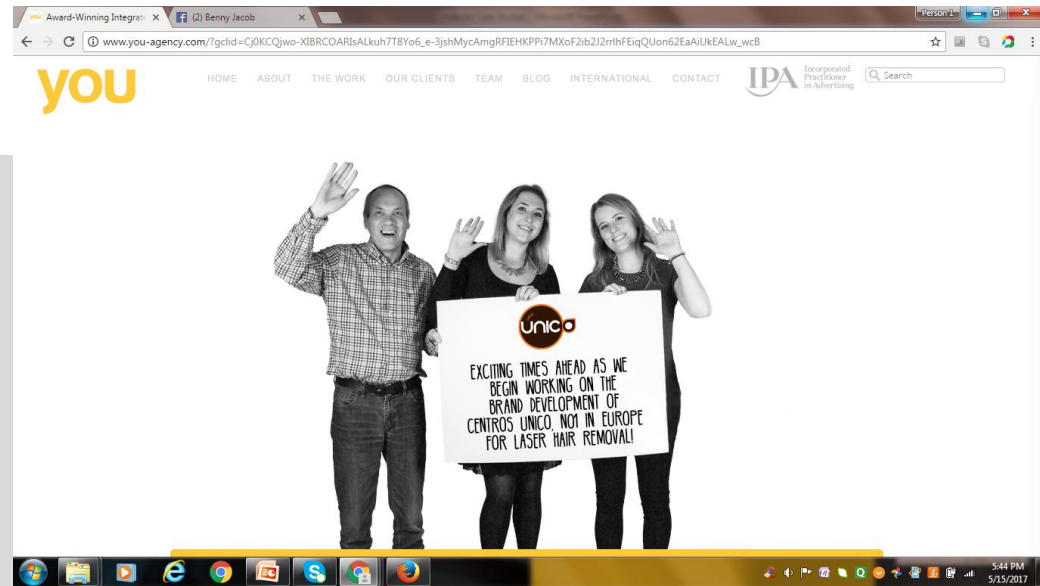 you Award-Winning Integrat
(2) Benny Jacob
Person 1
www.you-agency.com/?gclid=Cj0KCQjwo-XIBRCOARIsALkuh7T8Yo6_e-3jshMycAmgRFIEHKPPi7MXoF2ib2J2rrlhFEiqQUon62EaAiUkEALw_wcB
you
HOME ABOUT THE WORK OUR CLIENTS TEAM BLOG INTERNATIONAL CONTACT
IPA
Incorporated
Practitioner
in Advertising
Search
único
EXCITING TIMES AHEAD AS WE
BEGIN WORKING ON THE
BRAND DEVELOPMENT OF
CENTROS UNICO, NO1 IN EUROPE
FOR LASER HAIR REMOVAL!
5:44 PM
5/15/2017